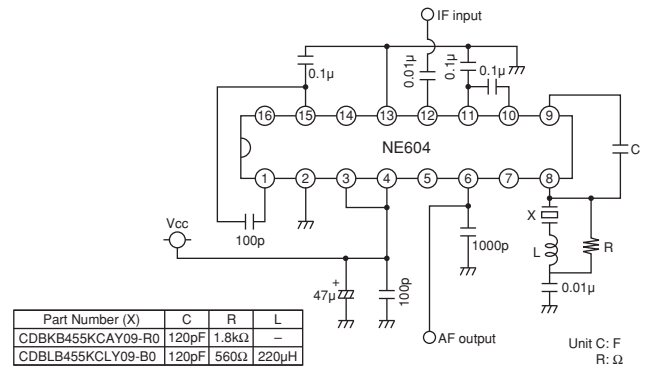 IF input
0.1μ
0.01μ
0.1μ
0.1μ
16 15 14 13 12 11 10 9
NE604
C
1 2 3 4 5 6 7 8
Vcc
100p
X
L
R
1000p
+
47μ
100p
0.01μ
AF output
Unit C: F
R: Ω
Part Number (X) C R L
CDBKB455KCAY09-R0 120pF 1.8kΩ –
CDBLB455KCLY09-B0 120pF 560Ω 220μH